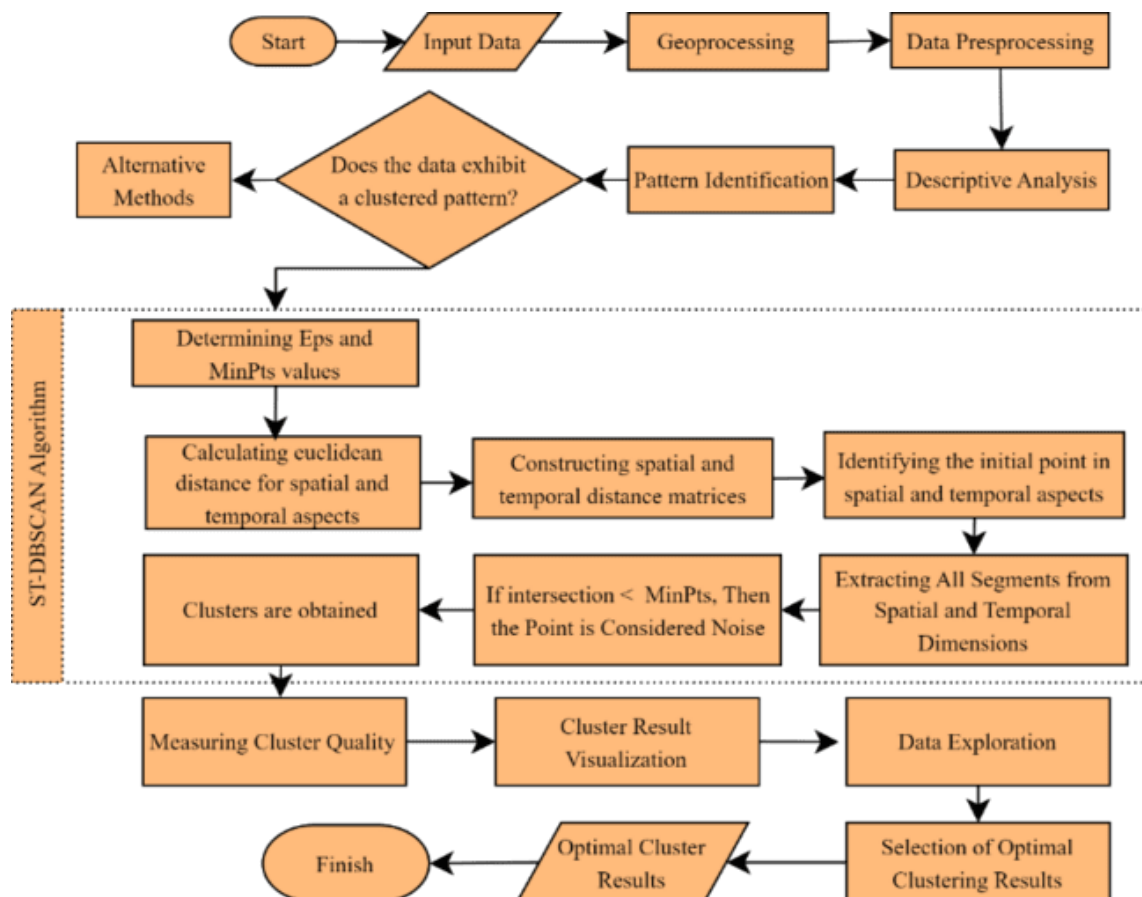 Start
Input Data
Geoprocessing
Data Presprocessing
Alternative
Methods
Does the data exhibit
a clustered pattern?
Pattern Identification
Descriptive Analysis
ST-DBSCAN Algorithm
Determining Eps and
MinPts values
Calculating euclidean
distance for spatial and
temporal aspects
Constructing spatial and
temporal distance matrices
Identifying the initial point in
spatial and temporal aspects
Clusters are obtained
If intersection < MinPts, Then
the Point is Considered Noise
Extracting All Segments from
Spatial and Temporal
Dimensions
Measuring Cluster Quality
Cluster Result
Visualization
Data Exploration
Finish
Optimal Cluster
Results
Selection of Optimal
Clustering Results